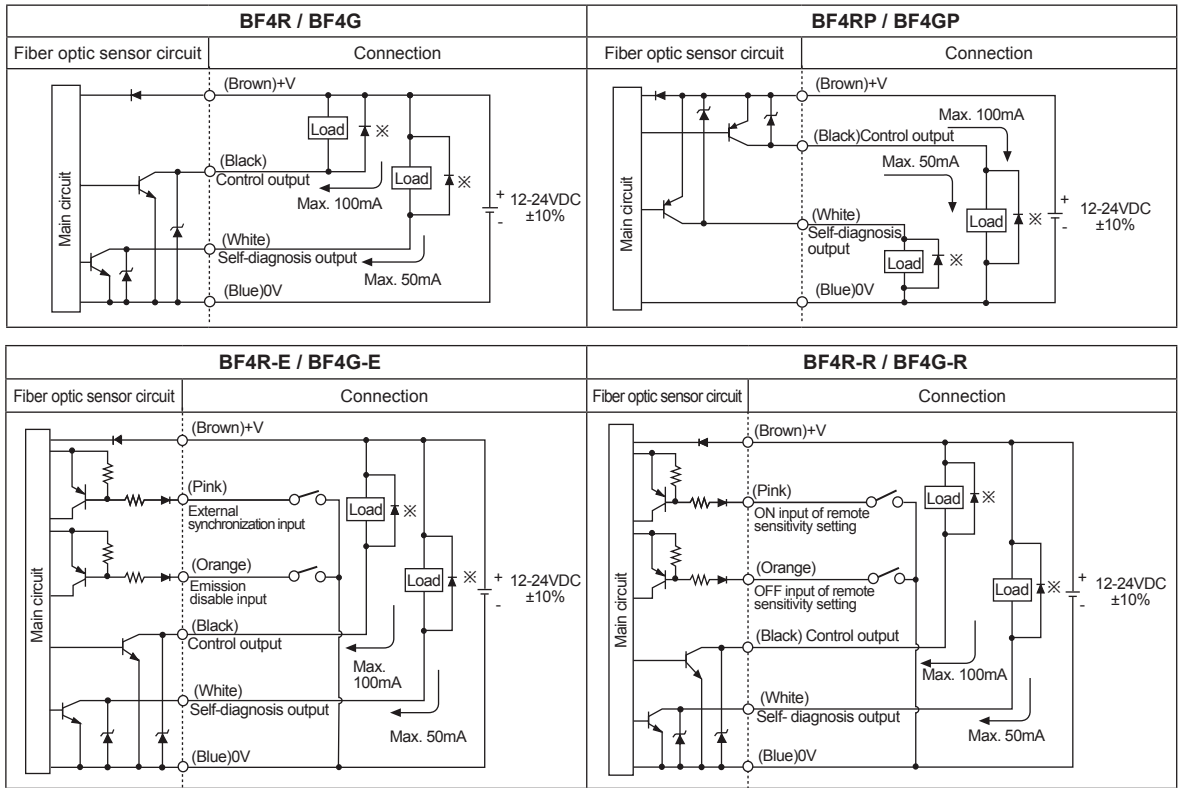 BF4R / BF4G
Fiber optic sensor circuit
Connection
(Brown)+V
Load
※
(Black)
Control output
Max. 100mA
Load
※
(White)
Self-diagnosis output
Max. 50mA
(Blue)0V
Main circuit
+
-
12-24VDC
±10%
BF4RP / BF4GP
Fiber optic sensor circuit
Connection
(Brown)+V
Max. 100mA
(Black)Control output
Max. 50mA
(White)
Self-diagnosis
output
Load
※
Load
※
(Blue)0V
Main circuit
+
-
12-24VDC
±10%
BF4R-E / BF4G-E
Fiber optic sensor circuit
Connection
(Brown)+V
(Pink)
External
synchronization input
Load
※
(Orange)
Emission
disable input
Load
※
(Black)
Control output
Max.
100mA
(White)
Self-diagnosis output
Max. 50mA
(Blue)0V
Main circuit
+
-
12-24VDC
±10%
BF4R-R / BF4G-R
Fiber optic sensor circuit
Connection
(Brown)+V
(Pink)
ON input of remote
sensitivity setting
Load
※
(Orange)
OFF input of remote
sensitivity setting
Load
※
(Black) Control output
Max. 100mA
(White)
Self- diagnosis output
Max. 50mA
(Blue)0V
Main circuit
+
-
12-24VDC
±10%